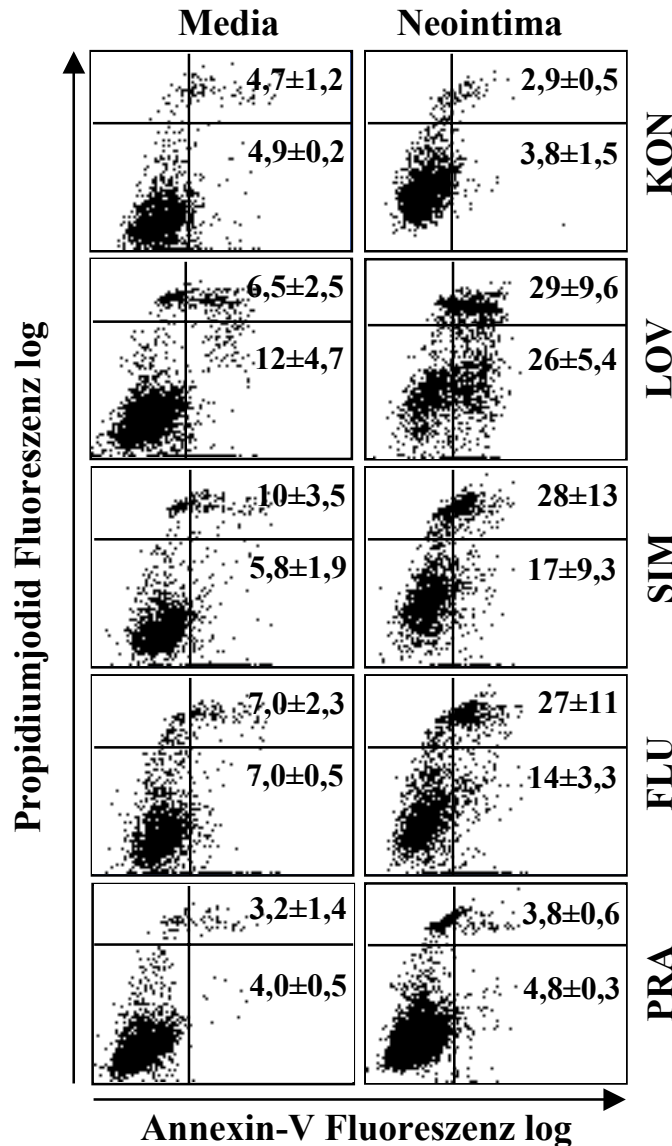 Media Neointima
4,7±1,2 2,9±0,5
4,9±0,2 3,8±1,5
KON
6,5±2,5 29±9,6
12±4,7 26±5,4
LOV
10±3,5 28±13
5,8±1,9 17±9,3
SIM
7,0±2,3 27±11
7,0±0,5 14±3,3
FLU
3,2±1,4 3,8±0,6
4,0±0,5 4,8±0,3
PRA
Propidiumjodid Fluoreszenz log
Annexin-V Fluoreszenz log